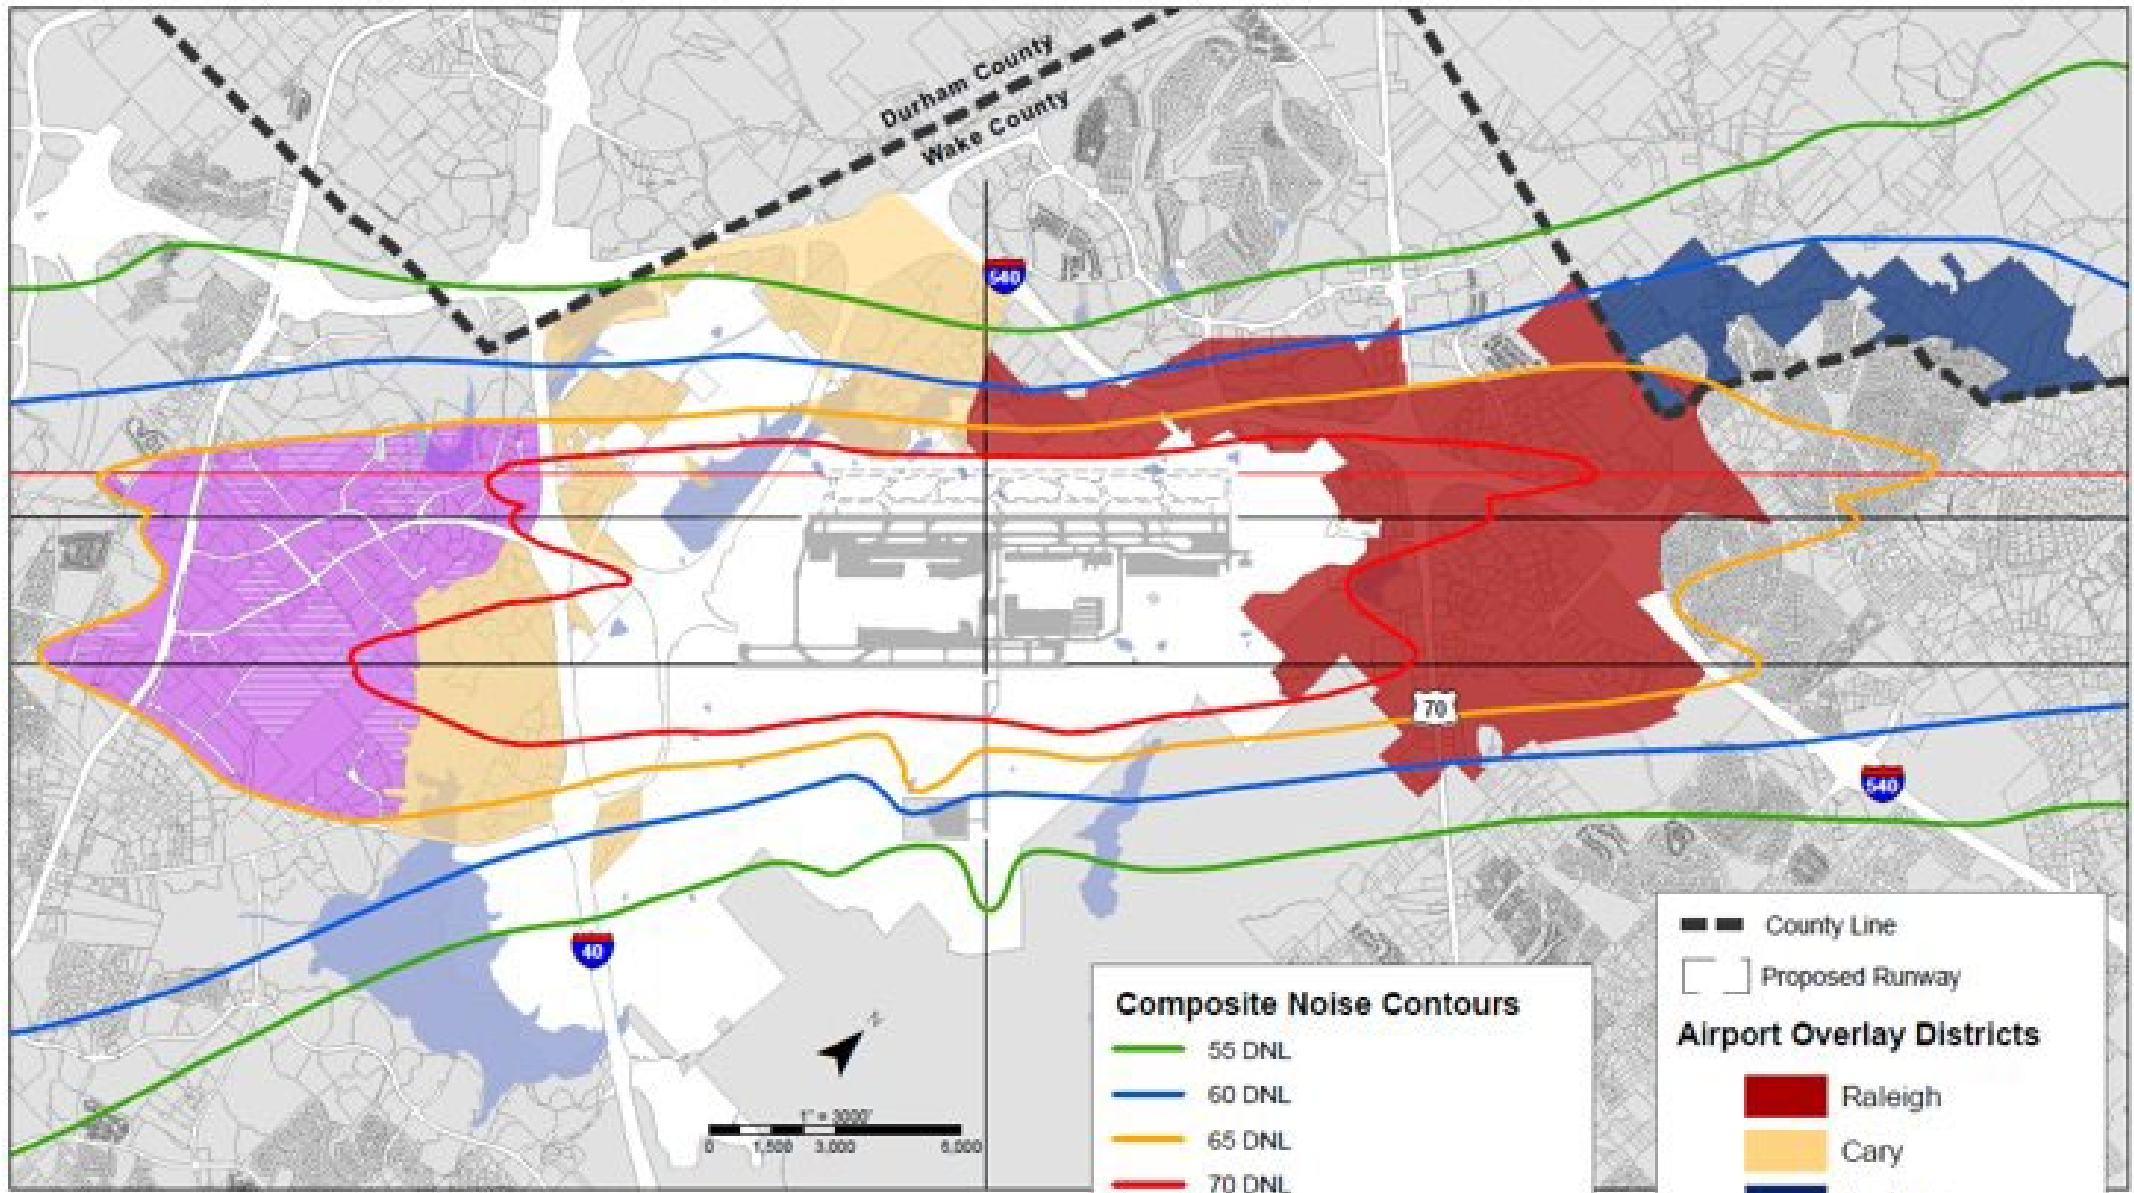 Durham County
Wake County
540
70
540
40
N
1" = 3000'
0 1,500 3,000 6,000
Composite Noise Contours
55 DNL
60 DNL
65 DNL
70 DNL
County Line
Proposed Runway
Airport Overlay Districts
Raleigh
Cary